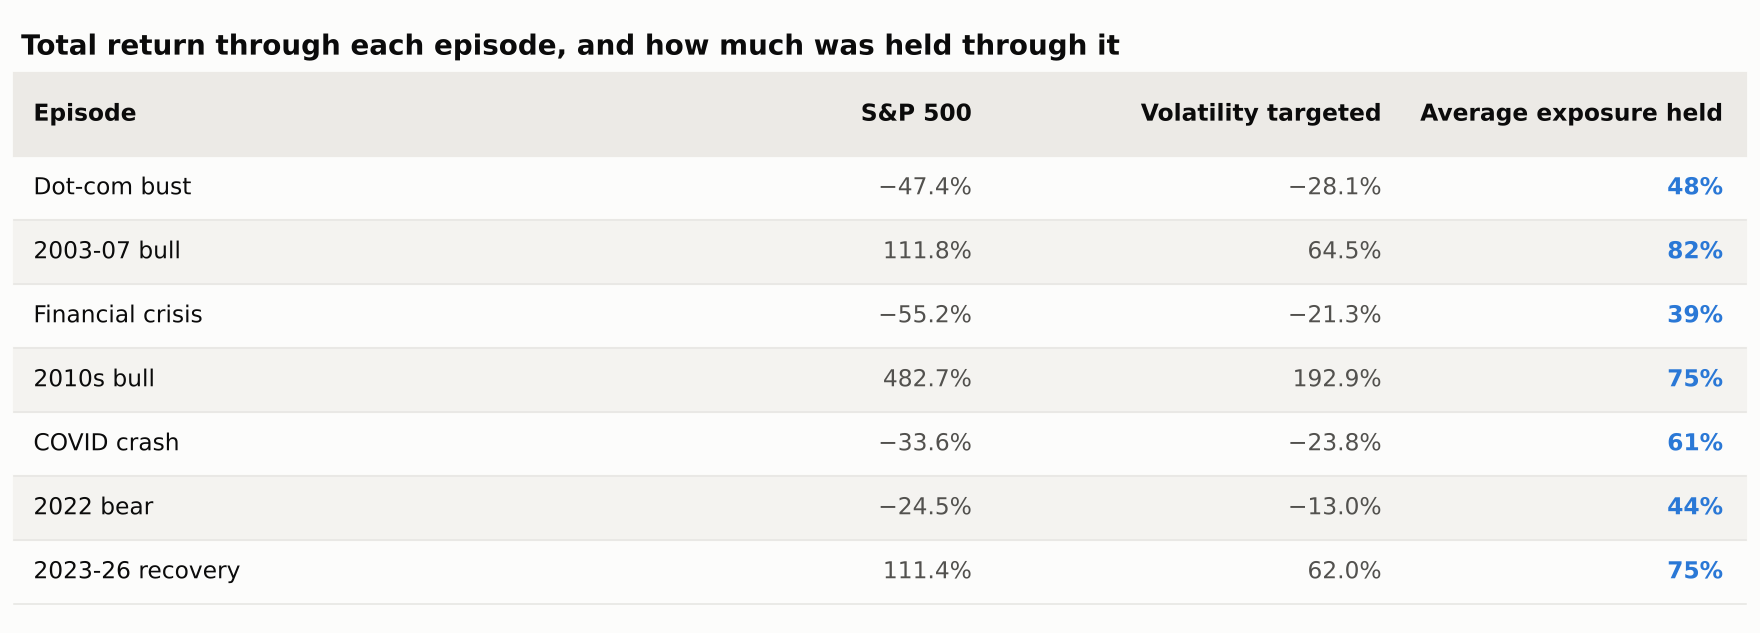 Total return through each episode, and how much was held through it
Episode S&P 500 Volatility targeted Average exposure held
Dot-com bust −47.4% −28.1% 48%
2003-07 bull 111.8% 64.5% 82%
Financial crisis −55.2% −21.3% 39%
2010s bull 482.7% 192.9% 75%
COVID crash −33.6% −23.8% 61%
2022 bear −24.5% −13.0% 44%
2023-26 recovery 111.4% 62.0% 75%